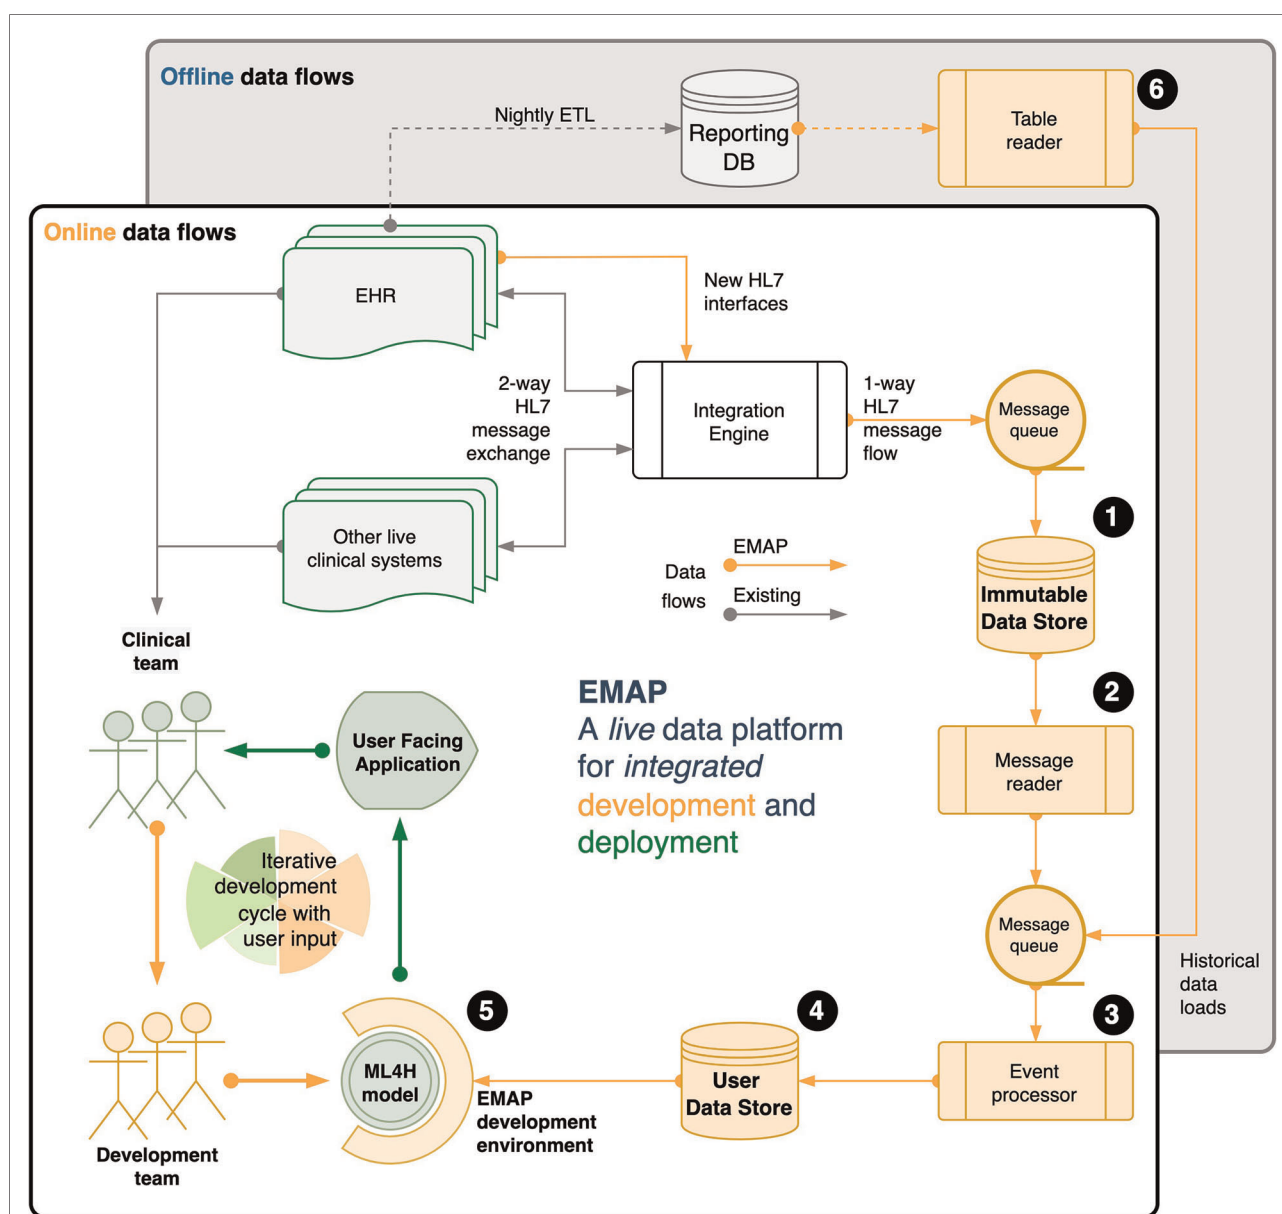 Offline data flows
Nightly ETL
Reporting
DB
Table
reader
6
Online data flows
EHR
New HL7
interfaces
2-way
HL7
message
exchange
Integration
Engine
1-way
HL7
message
flow
Message
queue
Other live
clinical systems
Data
flows
EMAP
Existing
1
Immutable
Data Store
Clinical
team
User Facing
Application
EMAP
A live data platform
for integrated
development and
deployment
2
Message
reader
Iterative
development
cycle with
user input
Message
queue
Historical
data
loads
5
4
3
ML4H
model
EMAP
development
environment
User
Data Store
Event
processor
Development
team